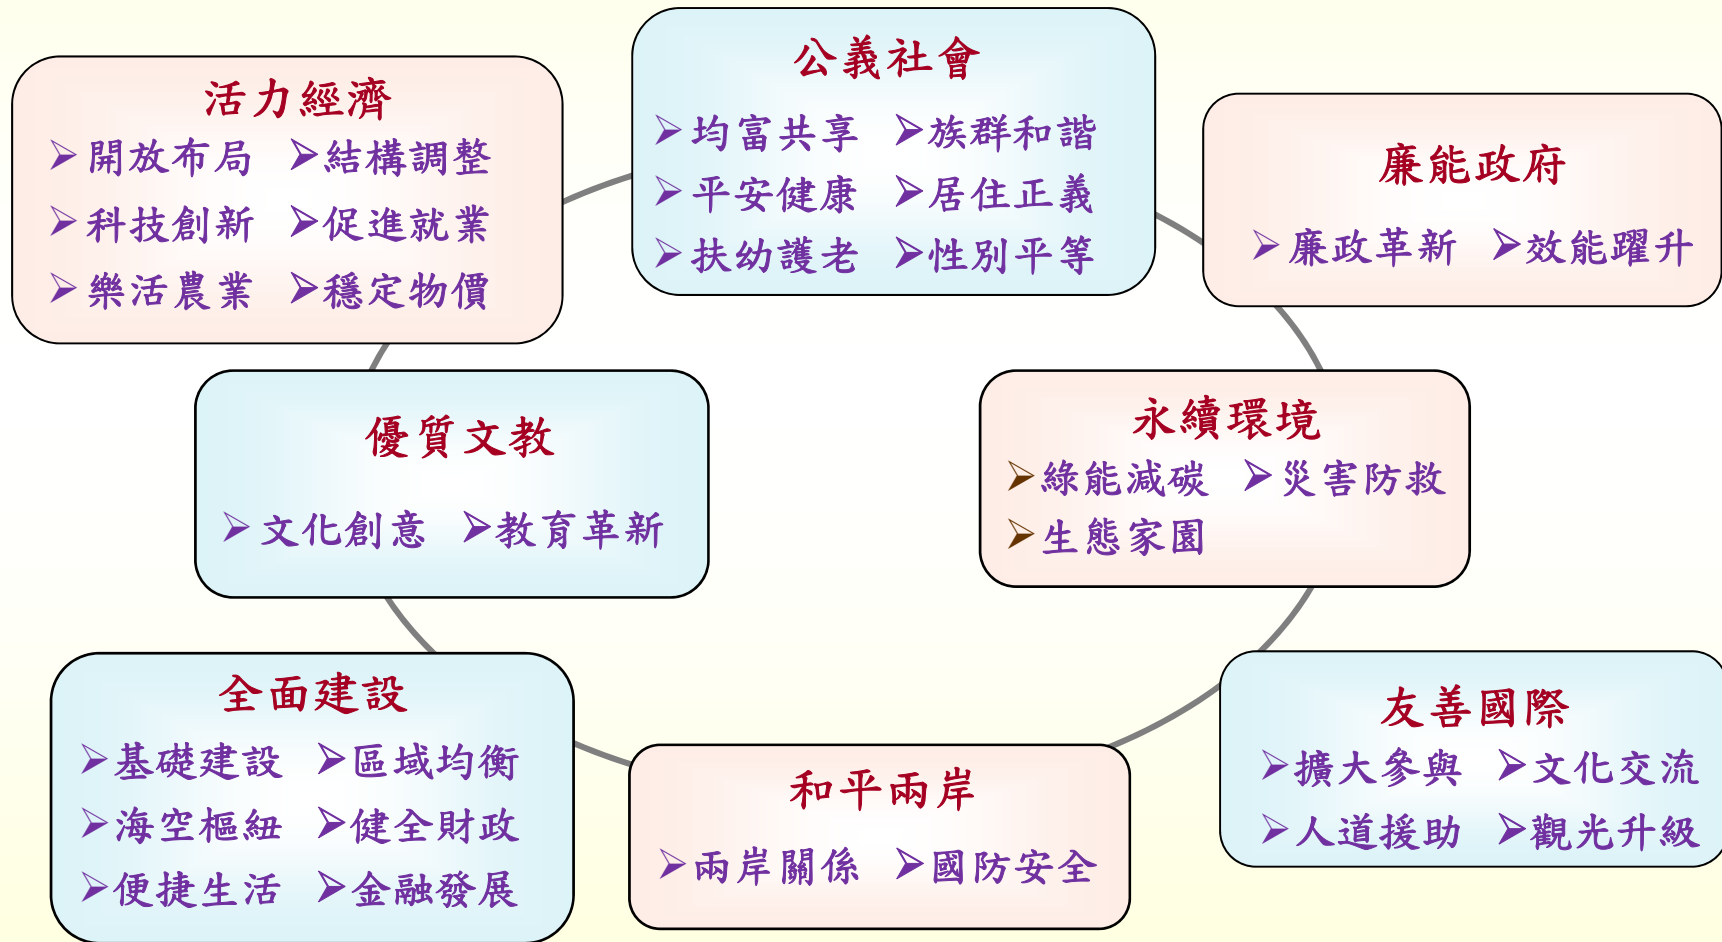 公義社會
➢均富共享 ➢族群和諧
➢平安健康 ➢居住正義
➢扶幼護老 ➢性別平等
活力經濟
➢開放布局 ➢結構調整
➢科技創新 ➢促進就業
➢樂活農業 ➢穩定物價
廉能政府
➢廉政革新 ➢效能躍升
優質文教
➢文化創意 ➢教育革新
永續環境
➢綠能減碳 ➢災害防救
➢生態家園
全面建設
➢基礎建設 ➢區域均衡
➢海空樞紐 ➢健全財政
➢便捷生活 ➢金融發展
和平兩岸
➢兩岸關係 ➢國防安全
友善國際
➢擴大參與 ➢文化交流
➢人道援助 ➢觀光升級